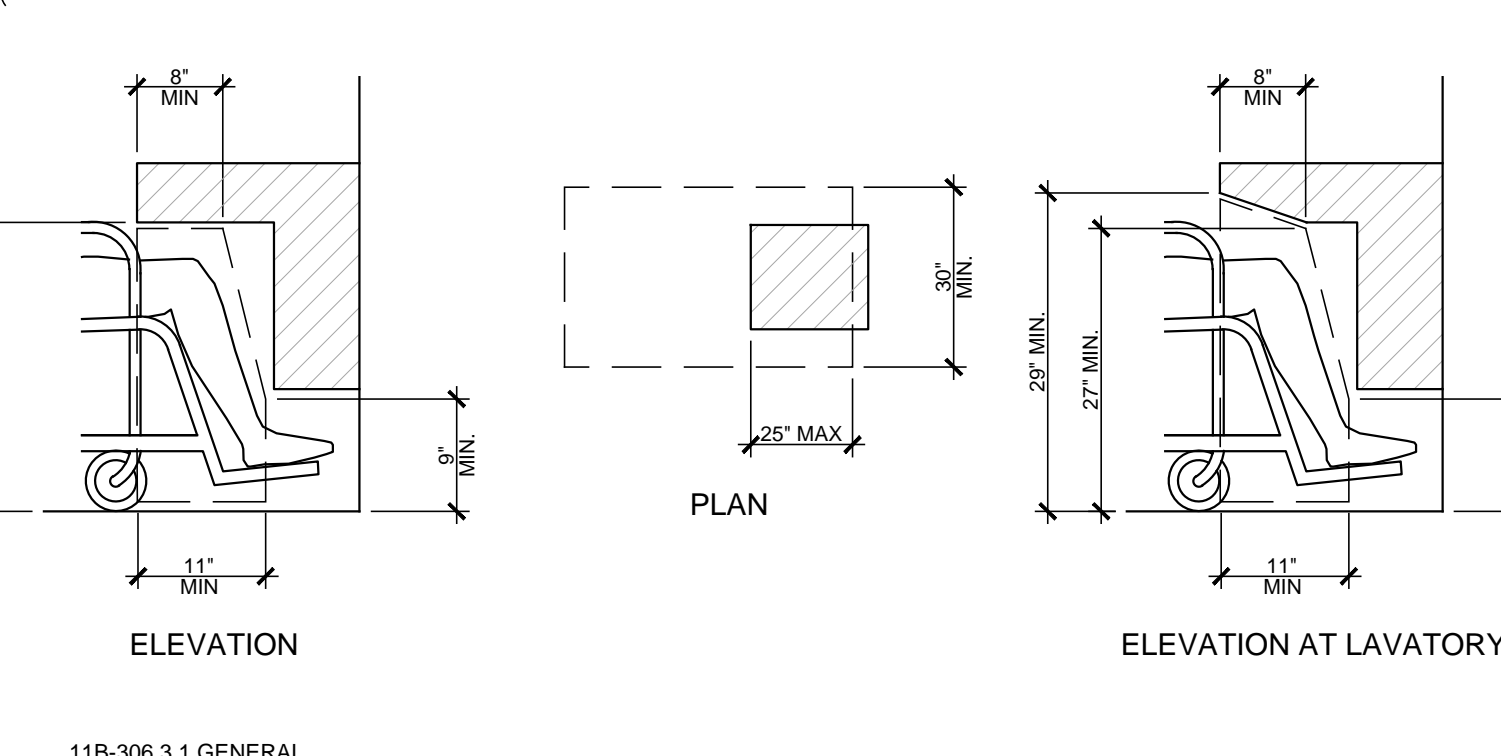 8"
MIN
9"
MIN.
11"
MIN
ELEVATION
30"
MIN.
25" MAX
PLAN
8"
MIN
29" MIN.
27" MIN.
11"
MIN
ELEVATION AT LAVATORY
11B-306.3.1 GENERAL